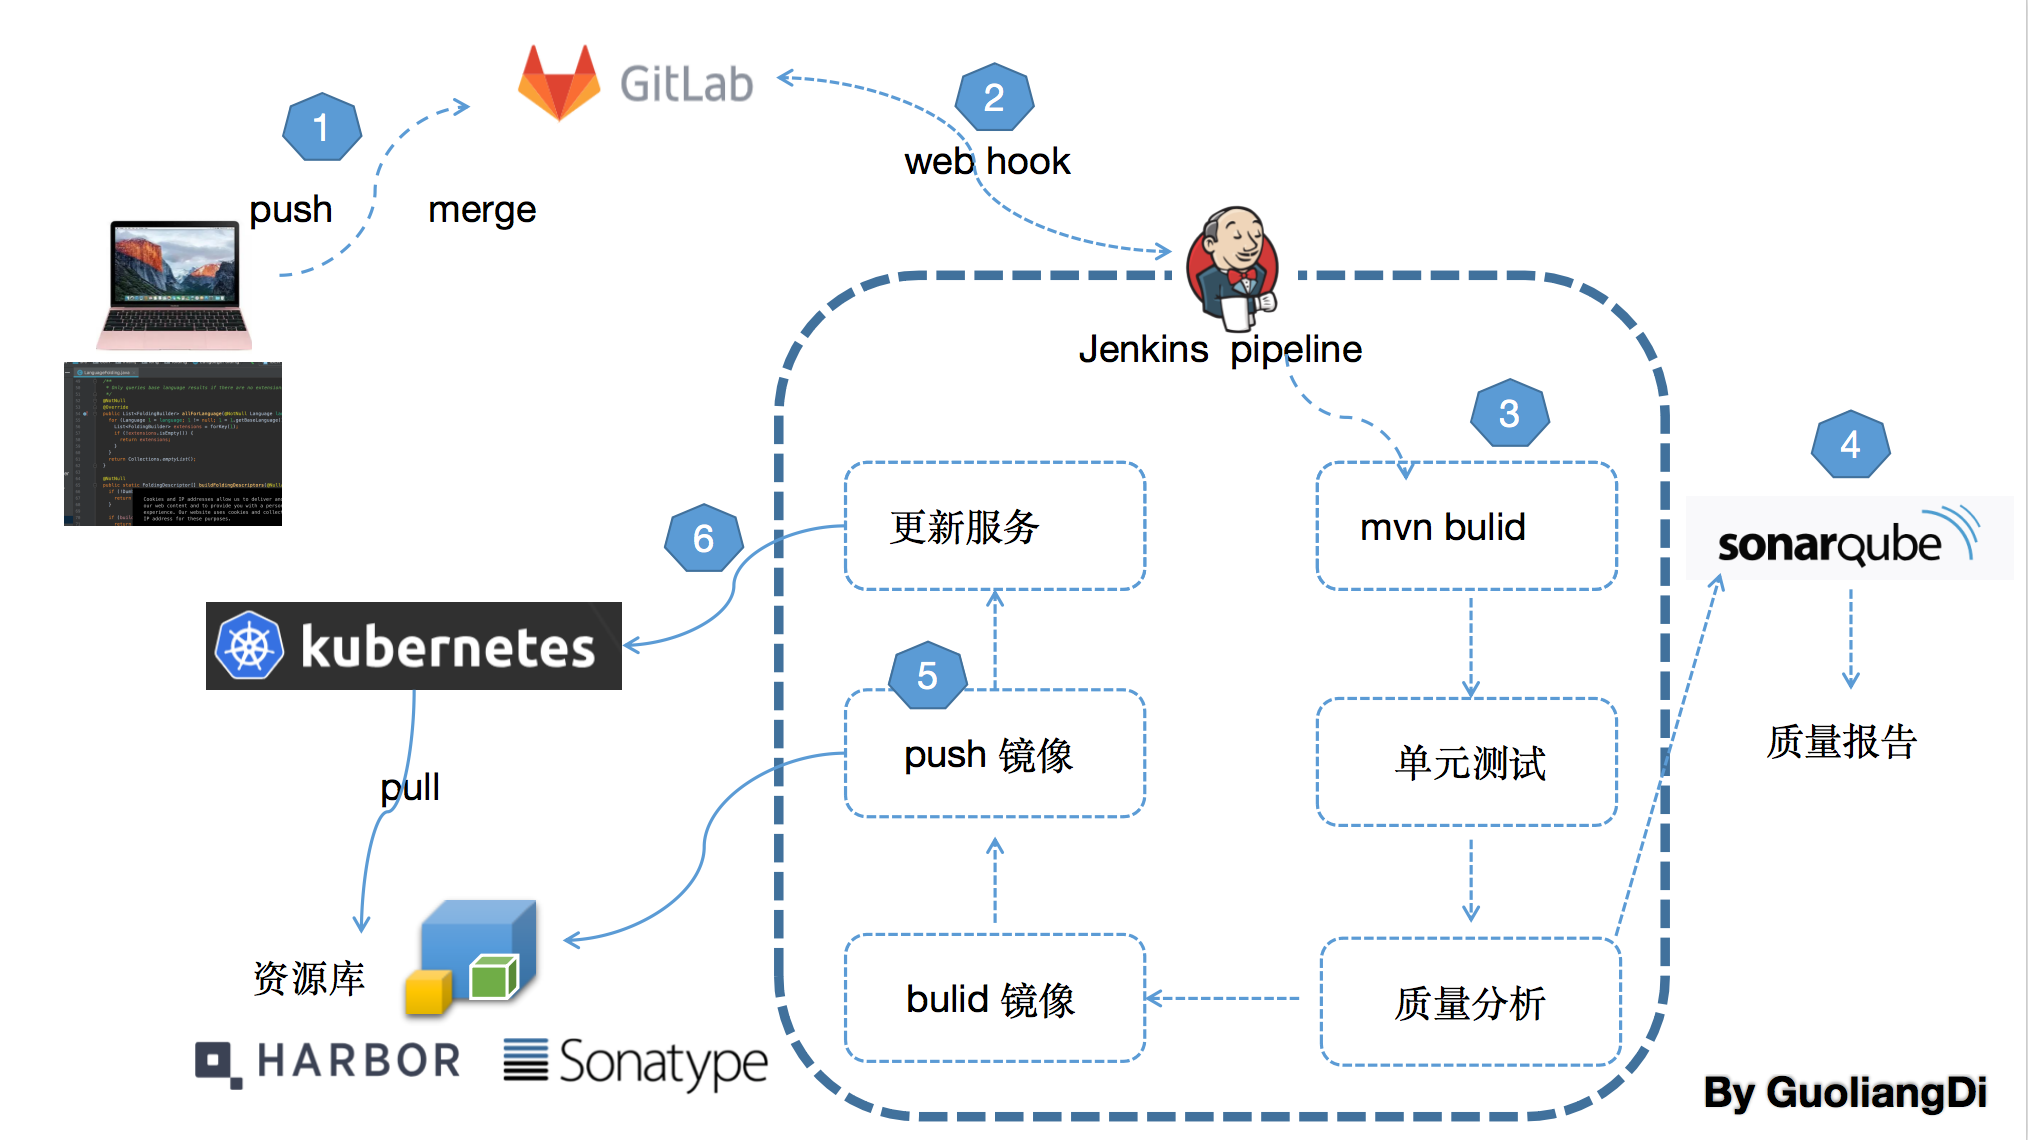 1
GitLab
2
web hook
push
merge
Jenkins pipeline
3
4
mvn bulid
sonarqube
更新服务
6
kubernetes
5
push 镜像
单元测试
质量报告
pull
资源库
bulid 镜像
质量分析
HARBOR
Sonatype
By GuoliangDi